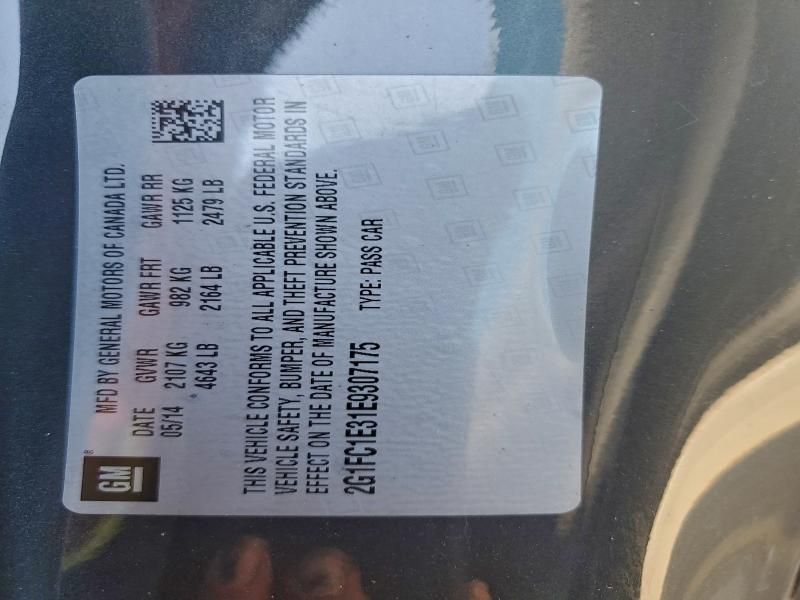 GM
MFD BY GENERAL MOTORS OF CANADA LTD.
DATE GVWR GAWR FRT GAWR RR
05/14 2107 KG 982 KG 1125 KG
4643 LB 2164 LB 2479 LB
THIS VEHICLE CONFORMS TO ALL APPLICABLE U.S. FEDERAL MOTOR
VEHICLE SAFETY, BUMPER, AND THEFT PREVENTION STANDARDS IN
EFFECT ON THE DATE OF MANUFACTURE SHOWN ABOVE.
2G1FC1E31E9307175 TYPE: PASS CAR